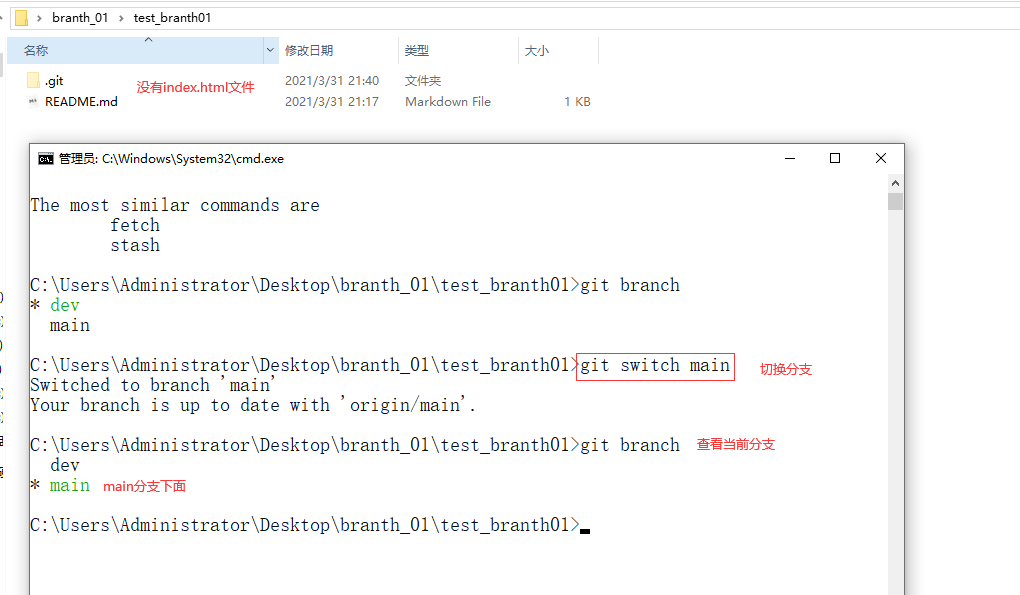 branth_01 › test_branth01
名称 修改日期 类型 大小
.git 2021/3/31 21:40 文件夹
没有index.html文件
README.md 2021/3/31 21:17 Markdown File 1 KB
管理员: C:\Windows\System32\cmd.exe
The most similar commands are
fetch
stash
C:\Users\Administrator\Desktop\branth_01\test_branth01>git branch
* dev
main
C:\Users\Administrator\Desktop\branth_01\test_branth01>git switch main 切换分支
Switched to branch 'main'
Your branch is up to date with 'origin/main'.
C:\Users\Administrator\Desktop\branth_01\test_branth01>git branch 查看当前分支
dev
* main main分支下面
C:\Users\Administrator\Desktop\branth_01\test_branth01>